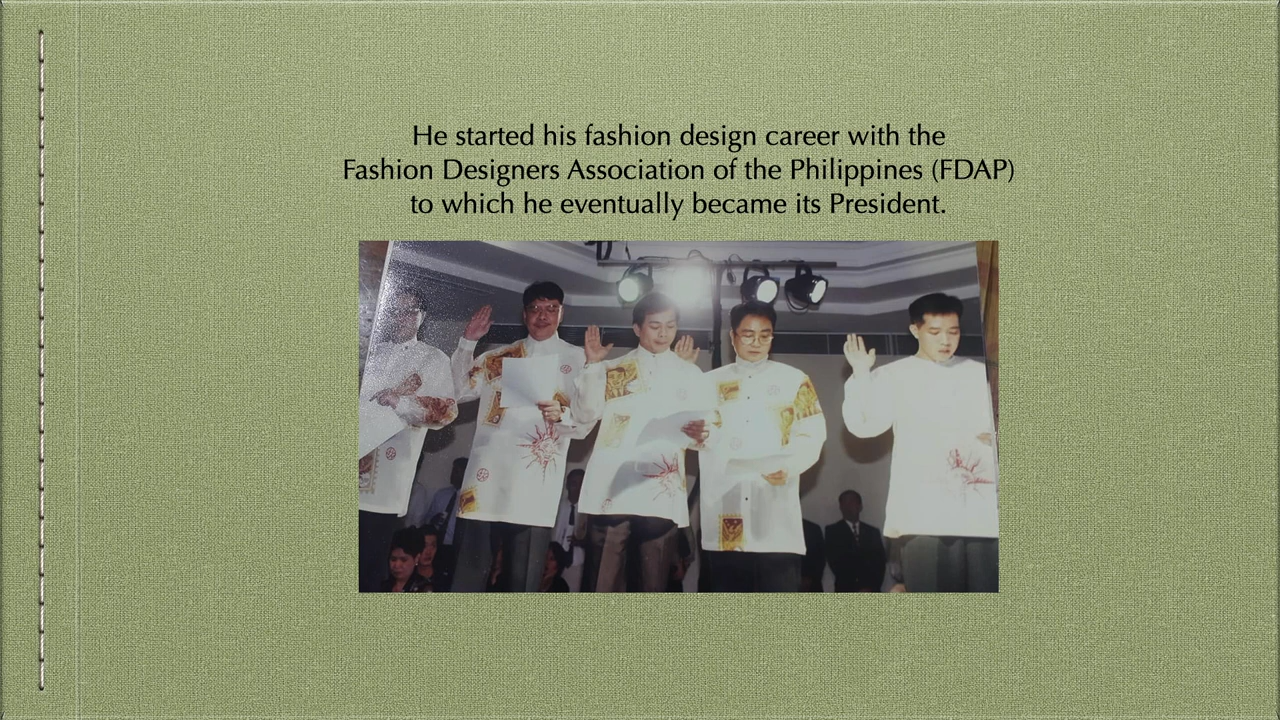 He started his fashion design career with the
Fashion Designers Association of the Philippines (FDAP)
to which he eventually became its President.